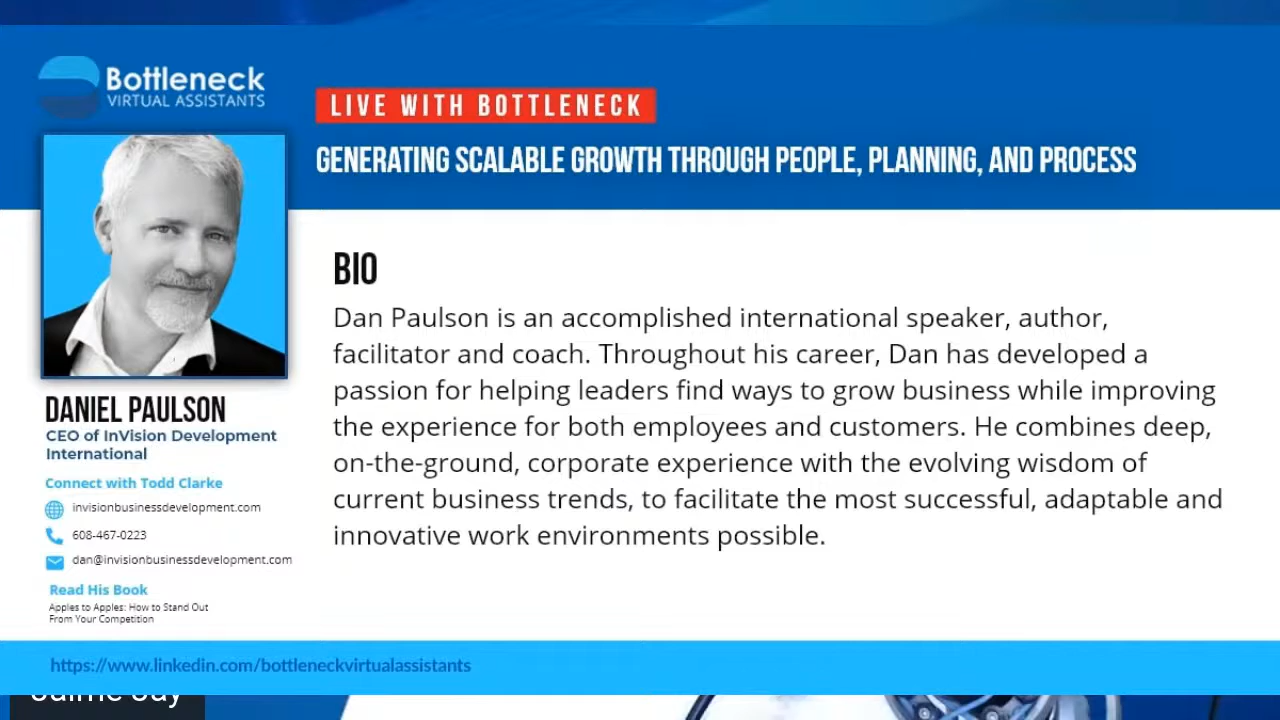 Bottleneck
VIRTUAL ASSISTANTS
LIVE WITH BOTTLENECK
GENERATING SCALABLE GROWTH THROUGH PEOPLE, PLANNING, AND PROCESS
DANIEL PAULSON
CEO of InVision Development
International
Connect with Todd Clarke
invisionbusinessdevelopment.com
608-467-0223
dan@invisionbusinessdevelopment.com
Read His Book
Apples to Apples: How to Stand Out
From Your Competition
BIO
Dan Paulson is an accomplished international speaker, author,
facilitator and coach. Throughout his career, Dan has developed a
passion for helping leaders find ways to grow business while improving
the experience for both employees and customers. He combines deep,
on-the-ground, corporate experience with the evolving wisdom of
current business trends, to facilitate the most successful, adaptable and
innovative work environments possible.
https://www.linkedin.com/bottleneckvirtualassistants
Jaime Jay